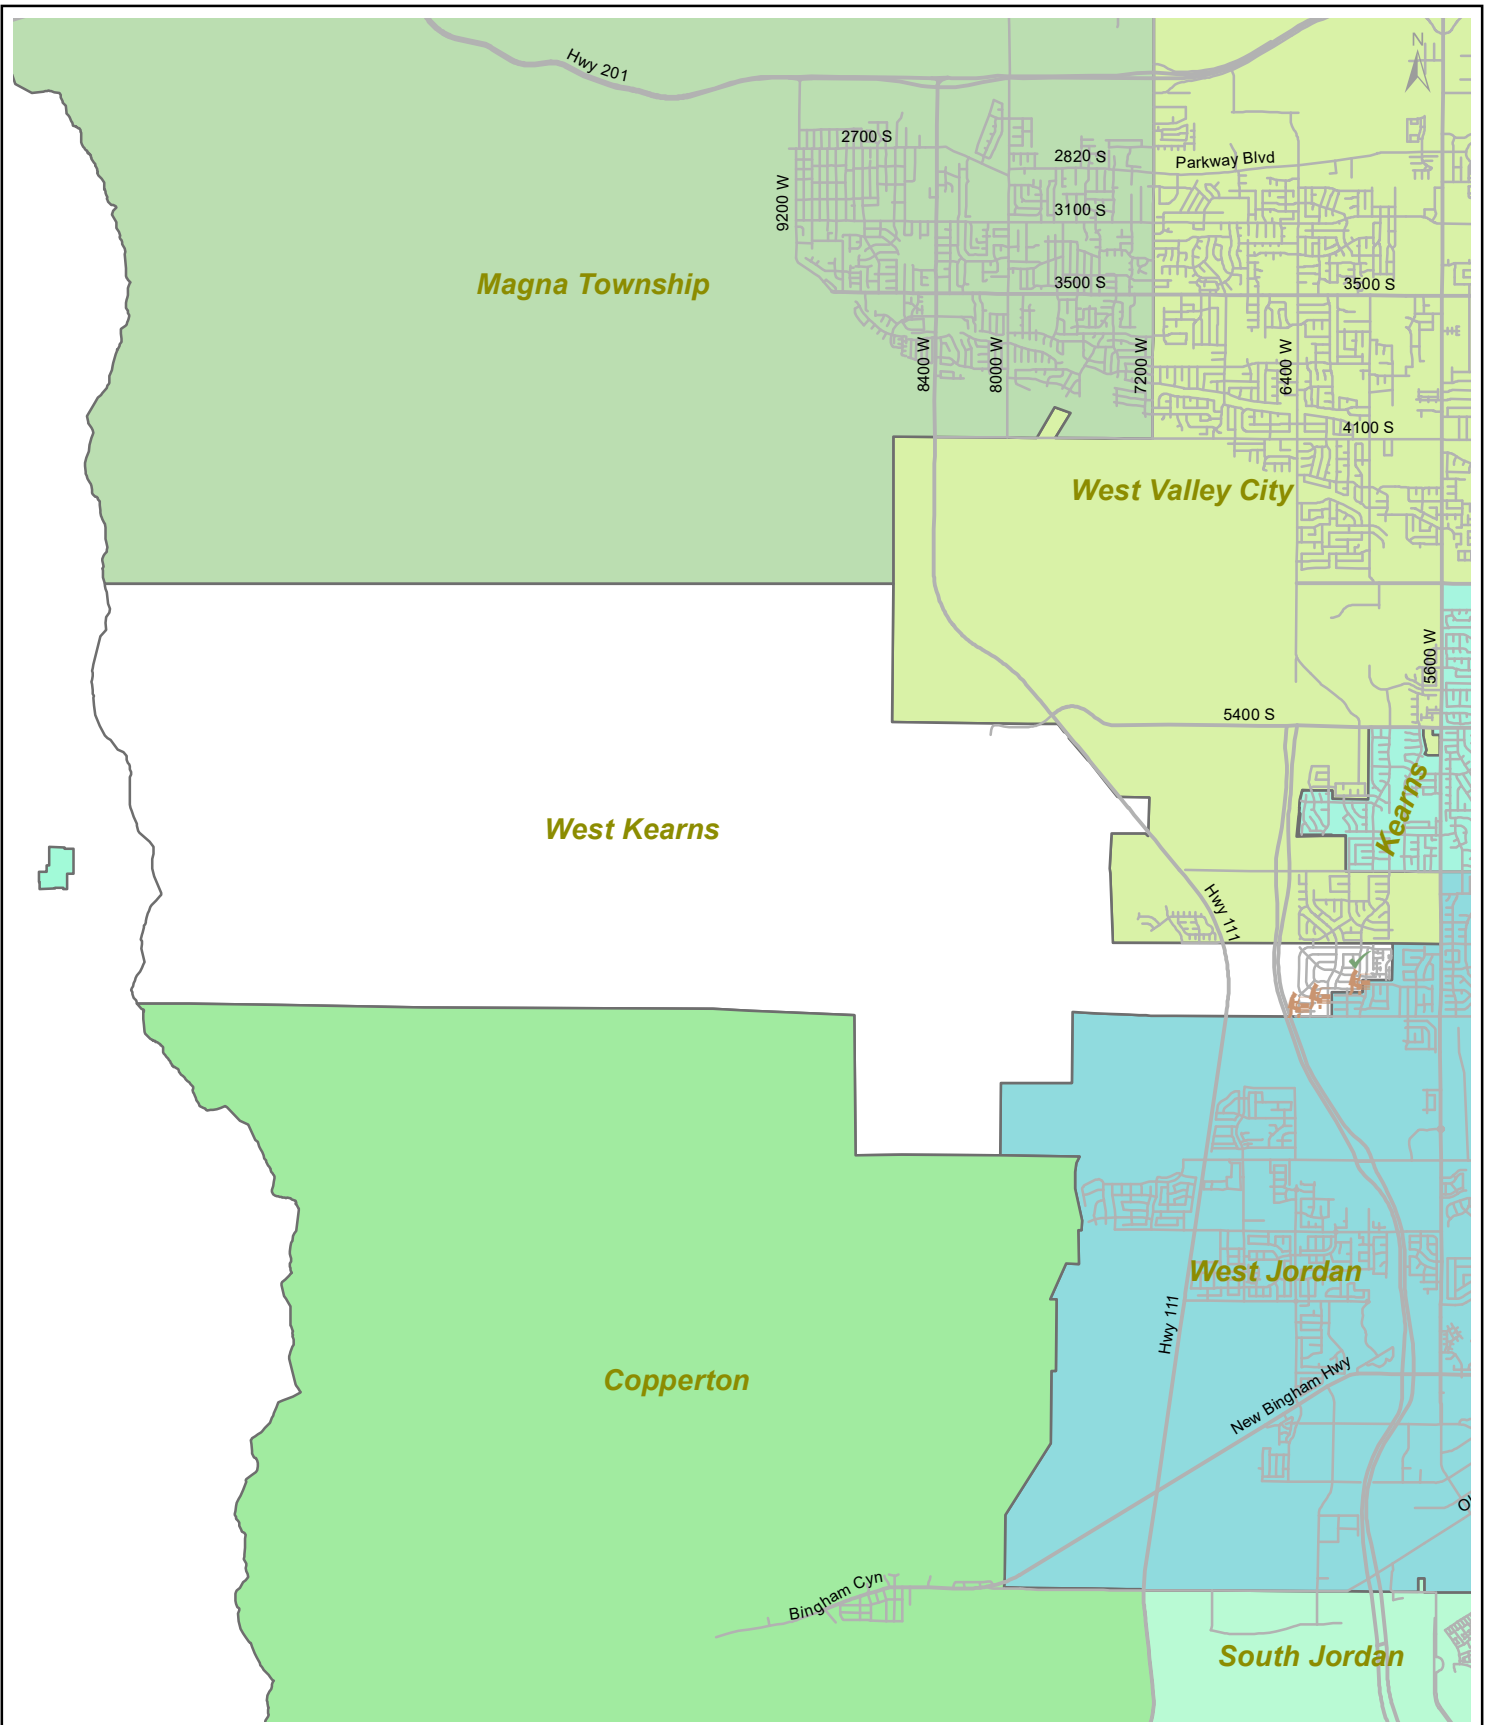 N
Hwy 201
2700 S
2820 S
Parkway Blvd
9200 W
3100 S
Magna Township
3500 S
3500 S
8400 W
8000 W
7200 W
6400 W
4100 S
West Valley City
5600 W
5400 S
Kearns
West Kearns
Hwy 111
West Jordan
Hwy 111
Copperton
New Bingham Hwy
Ol
Bingham Cyn
South Jordan